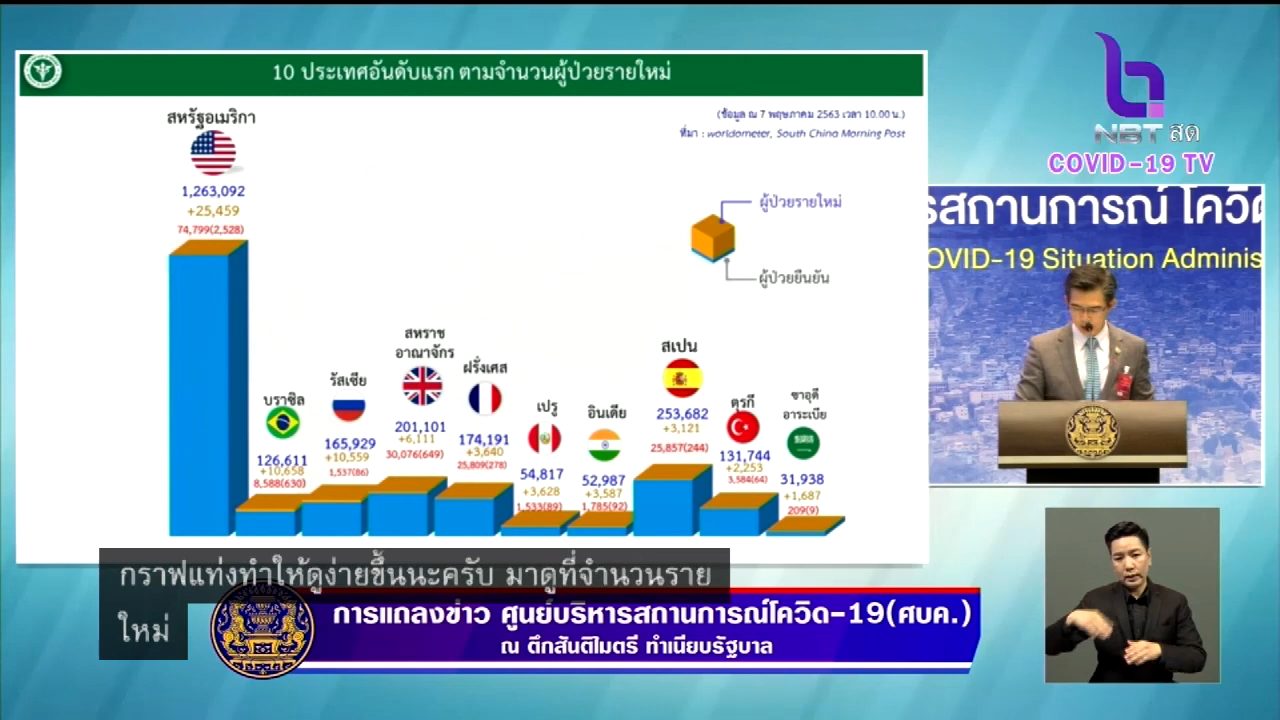 10 ประเทศอันดับแรก ตามจำนวนผู้ป่วยรายใหม่
(ข้อมูล ณ 7 พฤษภาคม 2563 เวลา 10.00 น.)
ที่มา : worldometer, South China Morning Post
สหรัฐอเมริกา
1,263,092
+25,459
74,799(2,528)
ผู้ป่วยรายใหม่
ผู้ป่วยยืนยัน
บราซิล
126,611
+10,658
8,588(630)
รัสเซีย
165,929
+10,559
1,537(86)
สหราช
อาณาจักร
201,101
+6,111
30,076(649)
ฝรั่งเศส
174,191
+3,640
25,809(278)
เปรู
54,817
+3,628
1,533(89)
อินเดีย
52,987
+3,587
1,785(92)
สเปน
253,682
+3,121
25,857(244)
ตุรกี
131,744
+2,253
3,584(64)
ซาอุดี
อาระเบีย
31,938
+1,687
209(9)
NBT สด
COVID-19 TV
รสถานการณ์ โควิด
OVID-19 Situation Adminis
กราฟแท่งทำให้ดูง่ายขึ้นนะครับ มาดูที่จำนวนราย
ใหม่
การแถลงข่าว ศูนย์บริหารสถานการณ์โควิด-19(ศบค.)
ณ ตึกสันติไมตรี ทำเนียบรัฐบาล